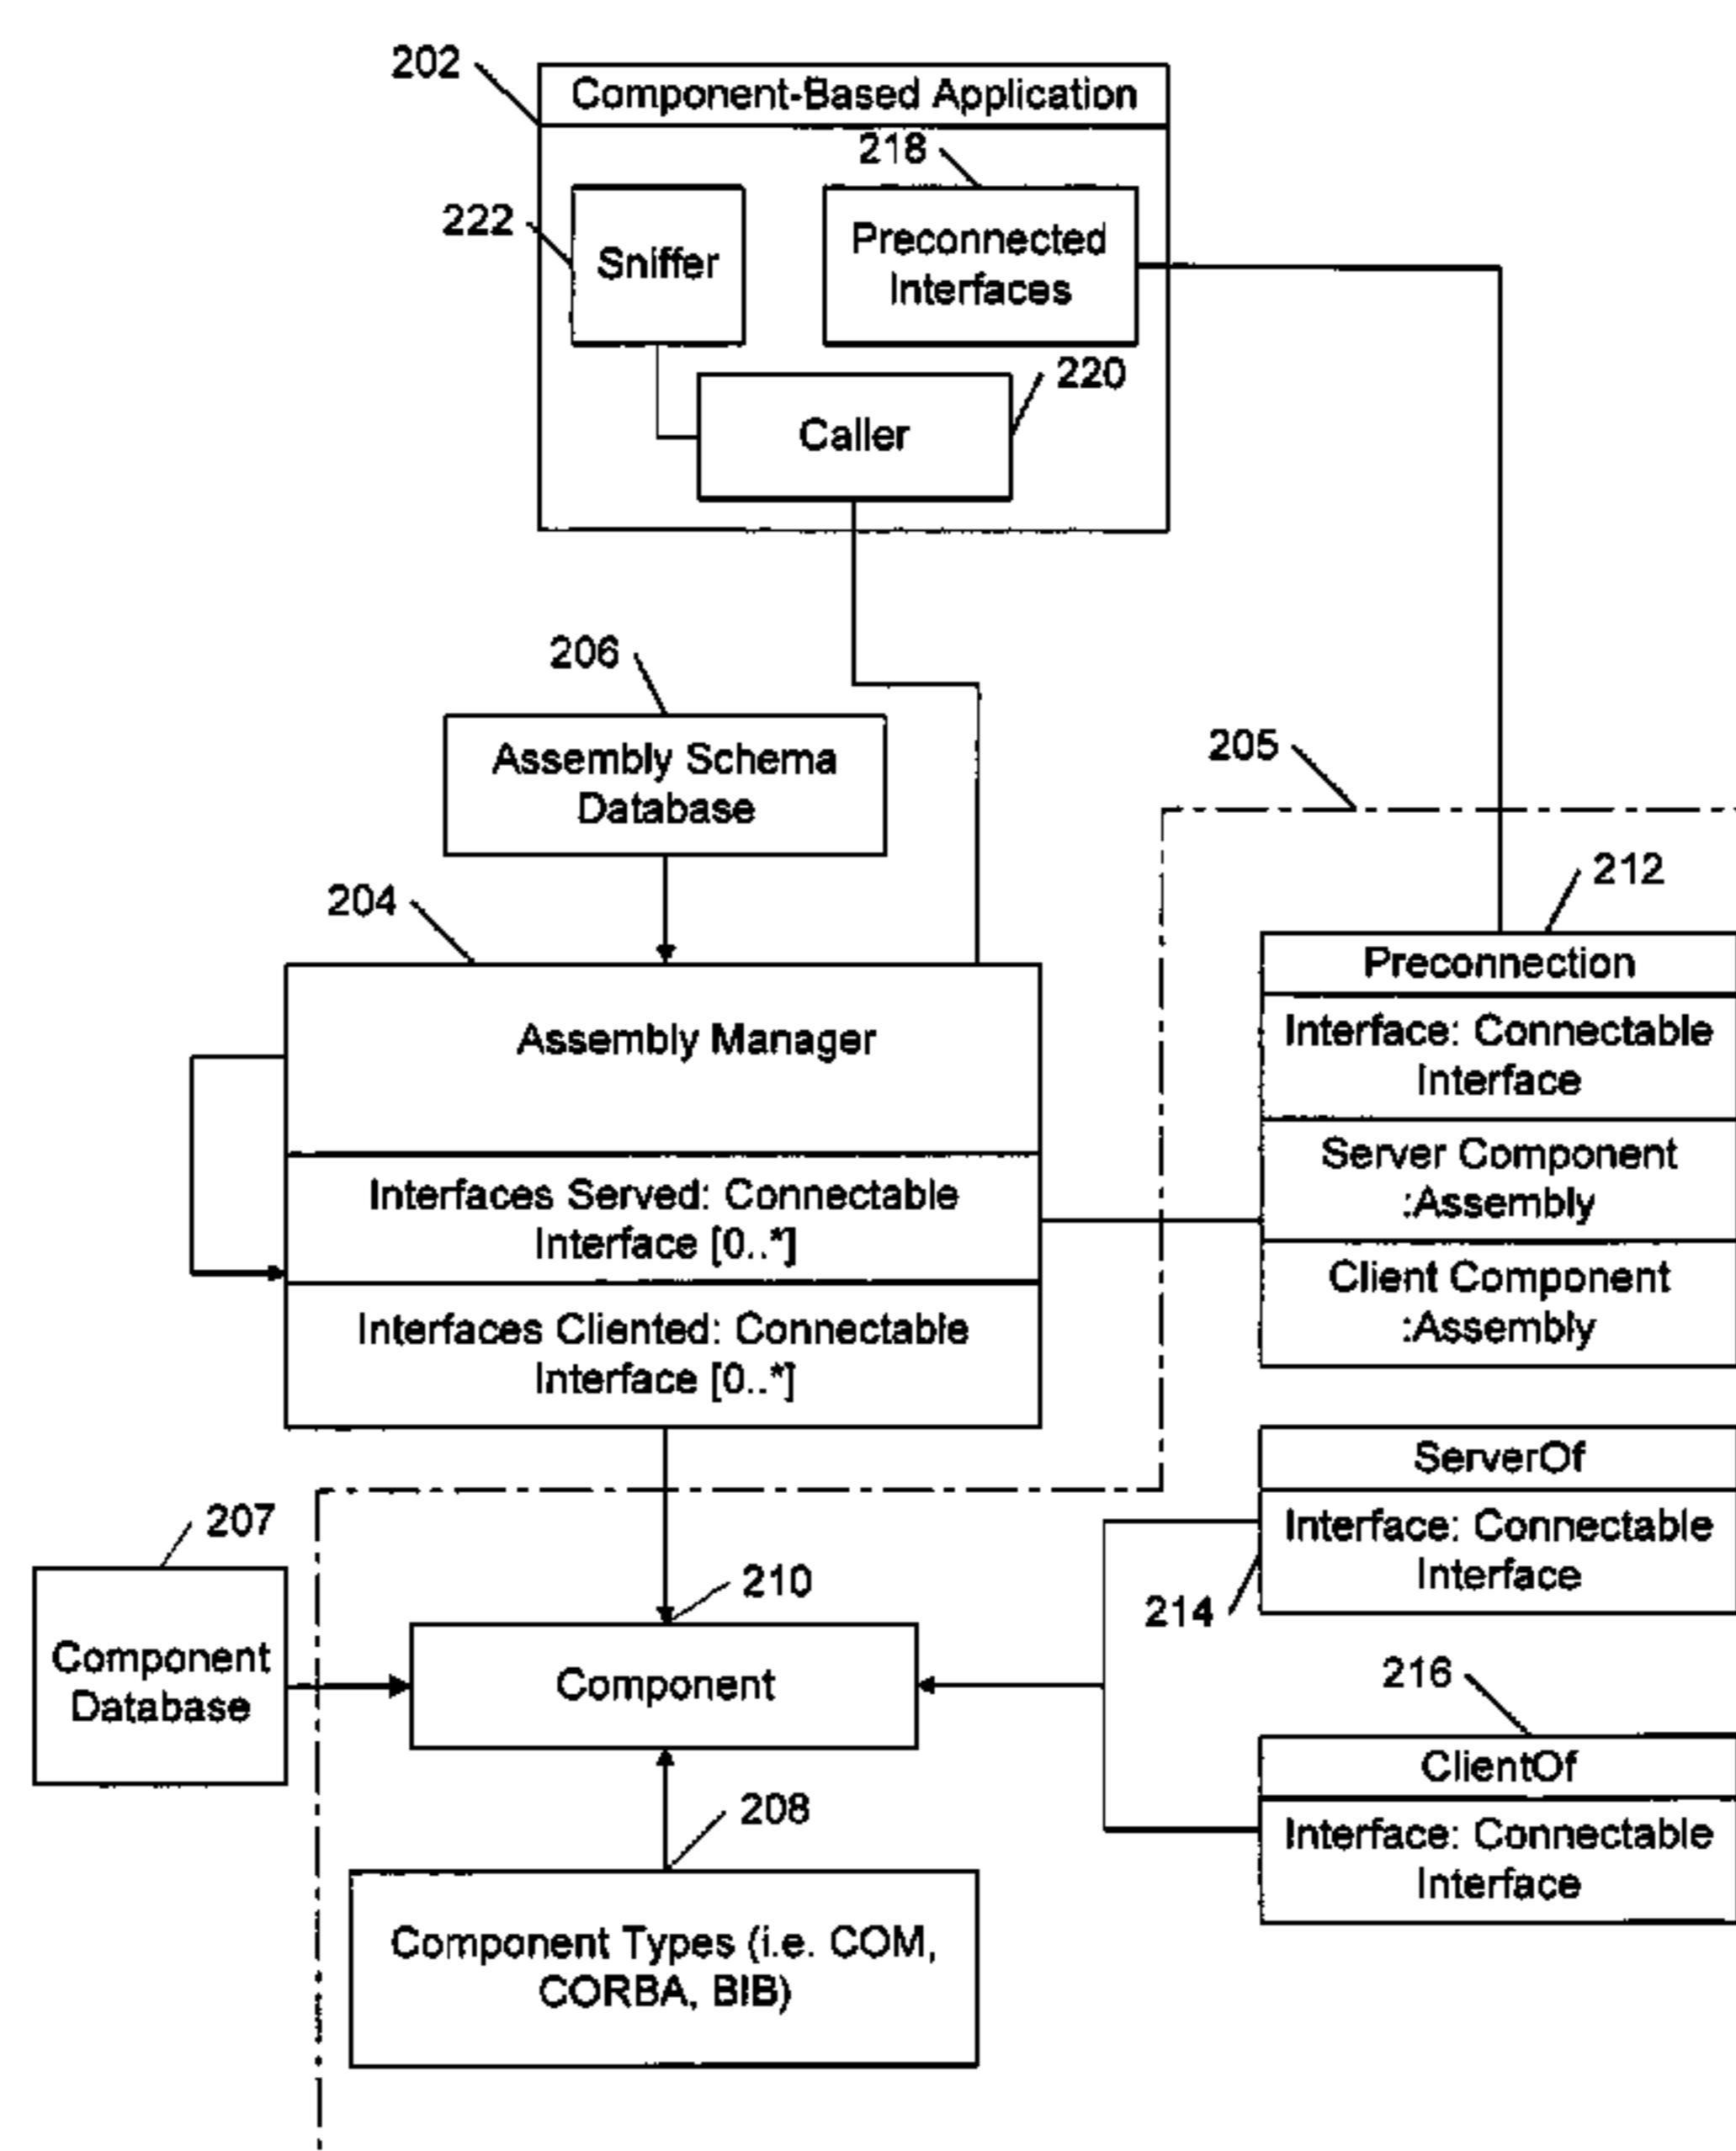 202
Component-Based Application
218
222
Sniffer
Preconnected
Interfaces
220
Caller
206
Assembly Schema
Database
205
212
204
Preconnection
Interface: Connectable
Interface
Assembly Manager
Server Component
:Assembly
Interfaces Served: Connectable
Interface [0..*]
Client Component
:Assembly
Interfaces Cliented: Connectable
Interface [0..*]
ServerOf
Interface: Connectable
Interface
214
207
Component
Database
210
Component
216
ClientOf
Interface: Connectable
Interface
208
Component Types (i.e. COM,
CORBA, BIB)